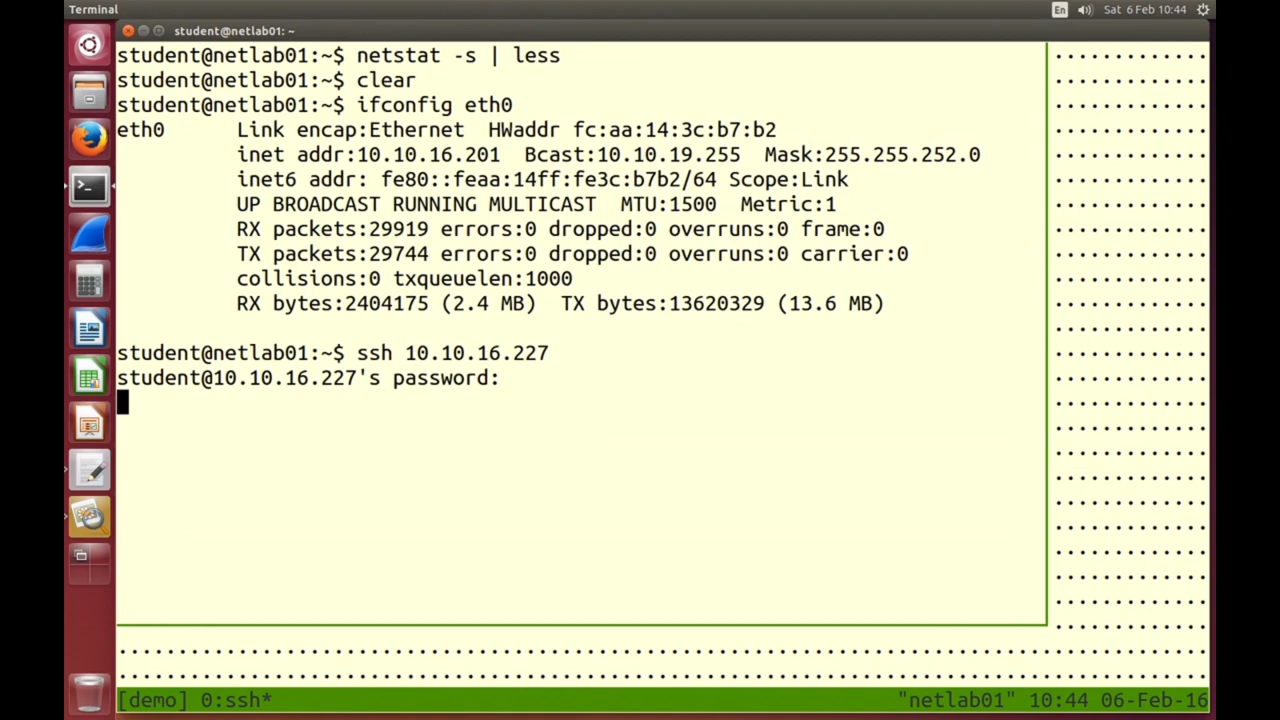 Terminal
En
Sat 6 Feb 10:44
student@netlab01: ~
student@netlab01:~$ netstat -s | less
student@netlab01:~$ clear
student@netlab01:~$ ifconfig eth0
eth0 Link encap:Ethernet HWaddr fc:aa:14:3c:b7:b2
inet addr:10.10.16.201 Bcast:10.10.19.255 Mask:255.255.252.0
inet6 addr: fe80::feaa:14ff:fe3c:b7b2/64 Scope:Link
UP BROADCAST RUNNING MULTICAST MTU:1500 Metric:1
RX packets:29919 errors:0 dropped:0 overruns:0 frame:0
TX packets:29744 errors:0 dropped:0 overruns:0 carrier:0
collisions:0 txqueuelen:1000
RX bytes:2404175 (2.4 MB) TX bytes:13620329 (13.6 MB)
student@netlab01:~$ ssh 10.10.16.227
student@10.10.16.227's password:
[demo] 0:ssh* "netlab01" 10:44 06-Feb-16